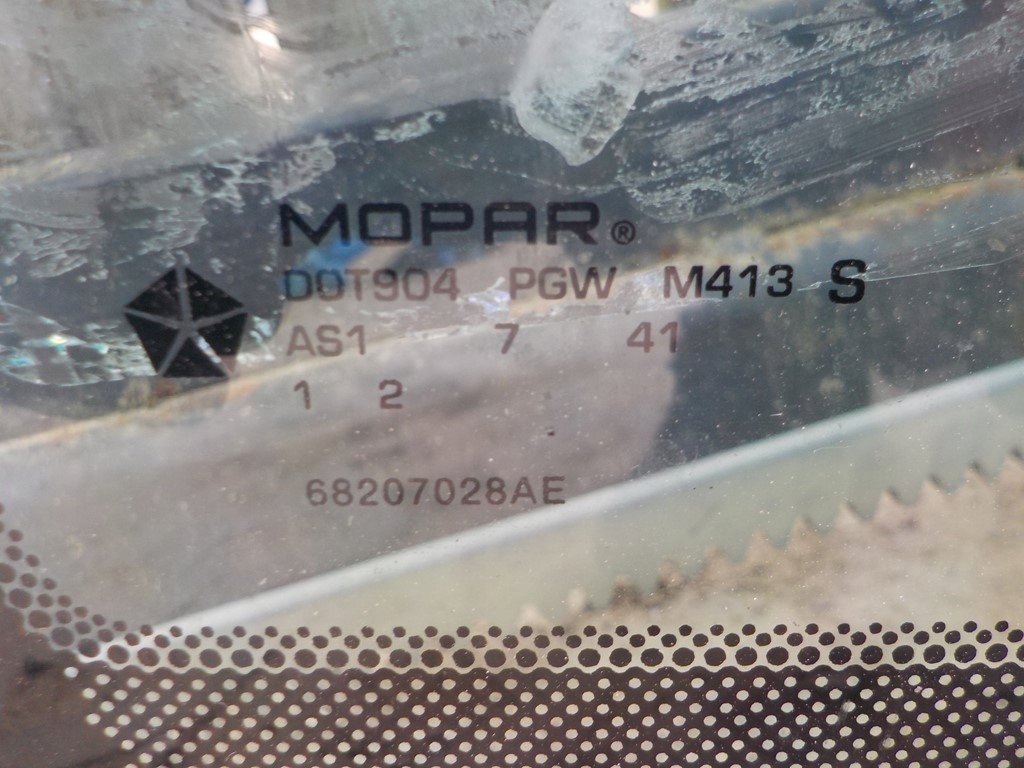 MOPAR®
DOT904 PGW M413 S
AS1 7 41
1 2
68207028AE